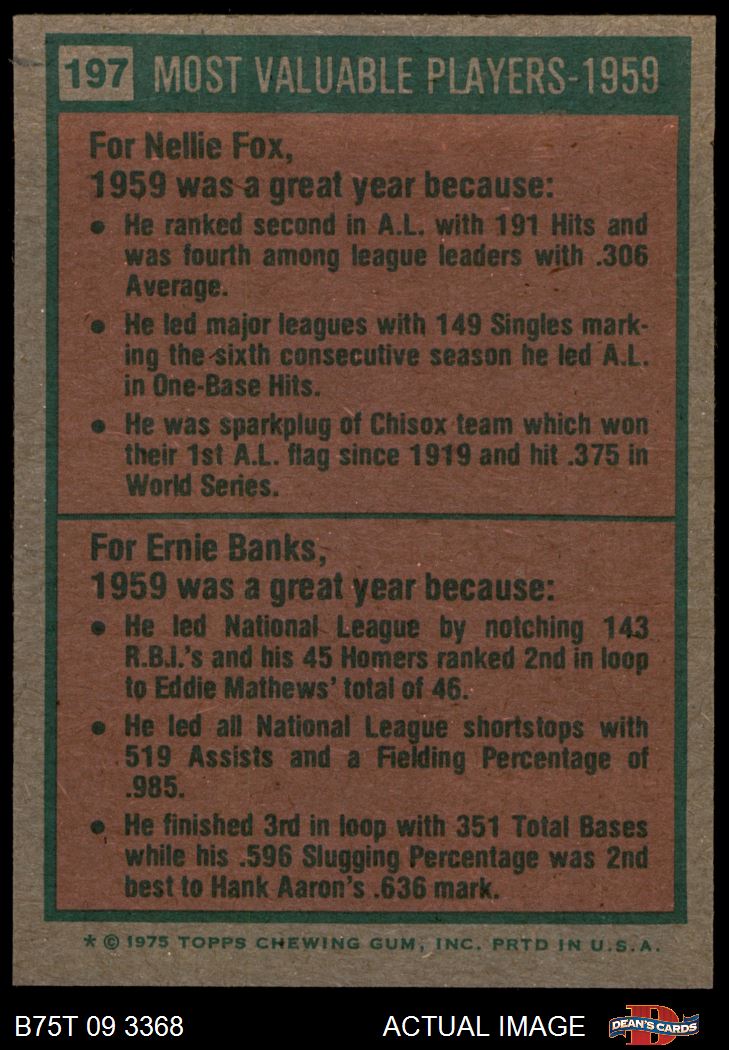 197 MOST VALUABLE PLAYERS-1959
For Nellie Fox,
1959 was a great year because:
• He ranked second in A.L. with 191 Hits and
was fourth among league leaders with .306
Average.
• He led major leagues with 149 Singles mark-
ing the sixth consecutive season he led A.L.
in One-Base Hits.
• He was sparkplug of Chisox team which won
their 1st A.L. flag since 1919 and hit .375 in
World Series.
For Ernie Banks,
1959 was a great year because:
• He led National League by notching 143
R.B.I.'s and his 45 Homers ranked 2nd in loop
to Eddie Mathews' total of 46.
• He led all National League shortstops with
519 Assists and a Fielding Percentage of
.985.
• He finished 3rd in loop with 351 Total Bases
while his .596 Slugging Percentage was 2nd
best to Hank Aaron's .636 mark.
* © 1975 TOPPS CHEWING GUM, INC. PRTD IN U.S.A.
B75T 09 3368 ACTUAL IMAGE D DEAN'S CARDS